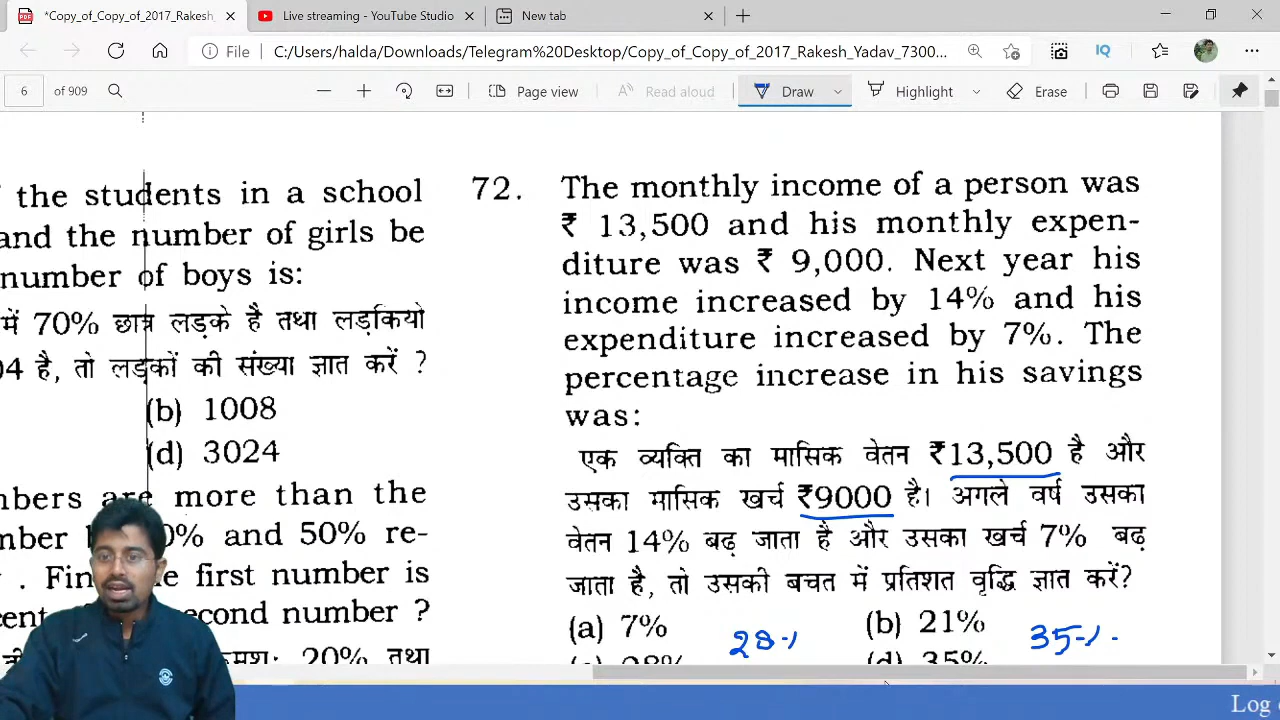 *Copy_of_Copy_of_2017_Rakesh_
Live streaming - YouTube Studio
New tab
File
C:/Users/halda/Downloads/Telegram%20Desktop/Copy_of_Copy_of_2017_Rakesh_Yadav_7300...
IQ
6 of 909
Page view
Read aloud
Draw
Highlight
Erase
the students in a school
and the number of girls be
number of boys is:
में 70% छात्र लड़के है तथा लड़कियो
04 है, तो लड़कों की संख्या ज्ञात करें ?
(b) 1008
(d) 3024
are more than the
0% and 50% re-
first number is
second number ?
20% तथा
72. The monthly income of a person was
₹ 13,500 and his monthly expen-
diture was ₹ 9,000. Next year his
income increased by 14% and his
expenditure increased by 7%. The
percentage increase in his savings
was:
एक व्यक्ति का मासिक वेतन ₹13,500 है और
उसका मासिक खर्च ₹9000 है। अगले वर्ष उसका
वेतन 14% बढ़ जाता है और उसका खर्च 7% बढ़
जाता है, तो उसकी बचत में प्रतिशत वृद्धि ज्ञात करें?
(a) 7% (b) 21%
28% 35%
28% (d) 35%
Log